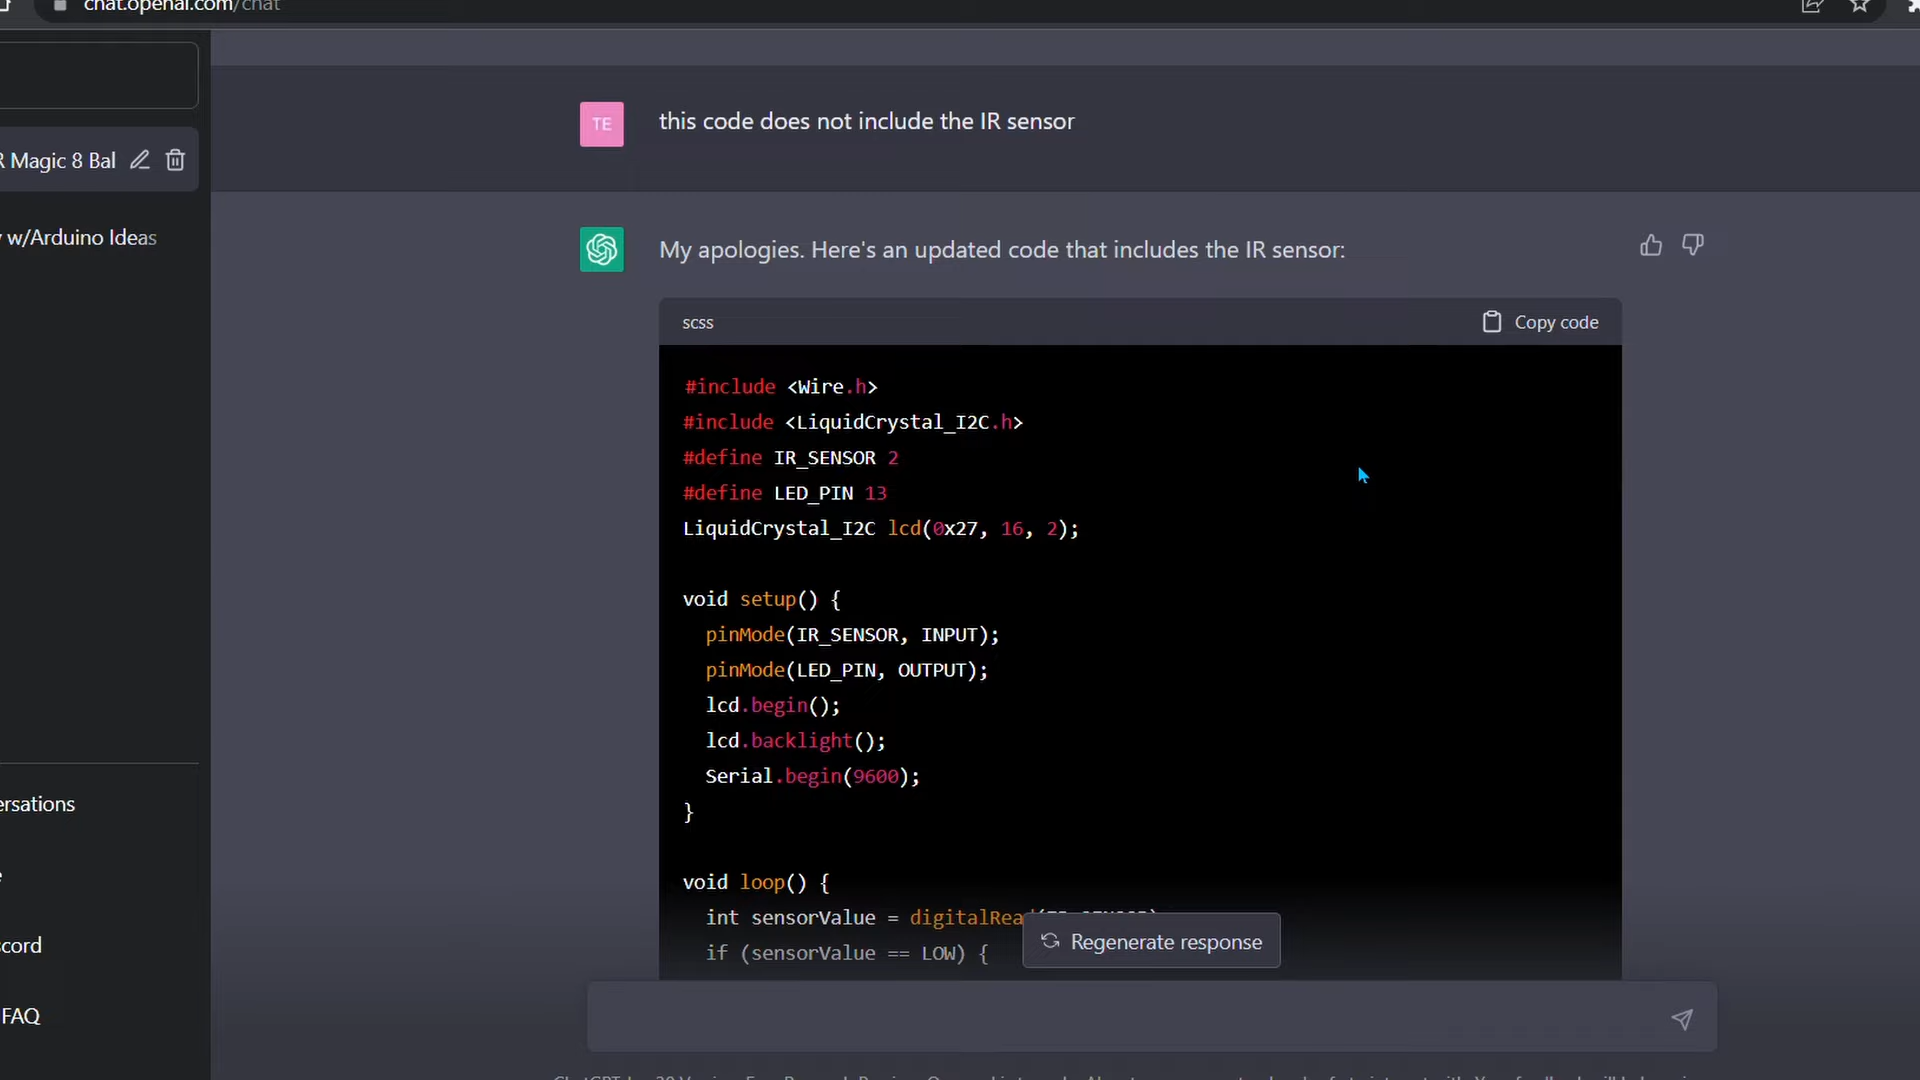 chat.openai.com/chat
R Magic 8 Bal
w/Arduino Ideas
ersations
e
scord
FAQ
TE
this code does not include the IR sensor
My apologies. Here's an updated code that includes the IR sensor:
scss
Copy code
#include <Wire.h>
#include <LiquidCrystal_I2C.h>
#define IR_SENSOR 2
#define LED_PIN 13
LiquidCrystal_I2C lcd(0x27, 16, 2);
void setup() {
pinMode(IR_SENSOR, INPUT);
pinMode(LED_PIN, OUTPUT);
lcd.begin();
lcd.backlight();
Serial.begin(9600);
}
void loop() {
int sensorValue = digitalRea
if (sensorValue == LOW) {
Regenerate response